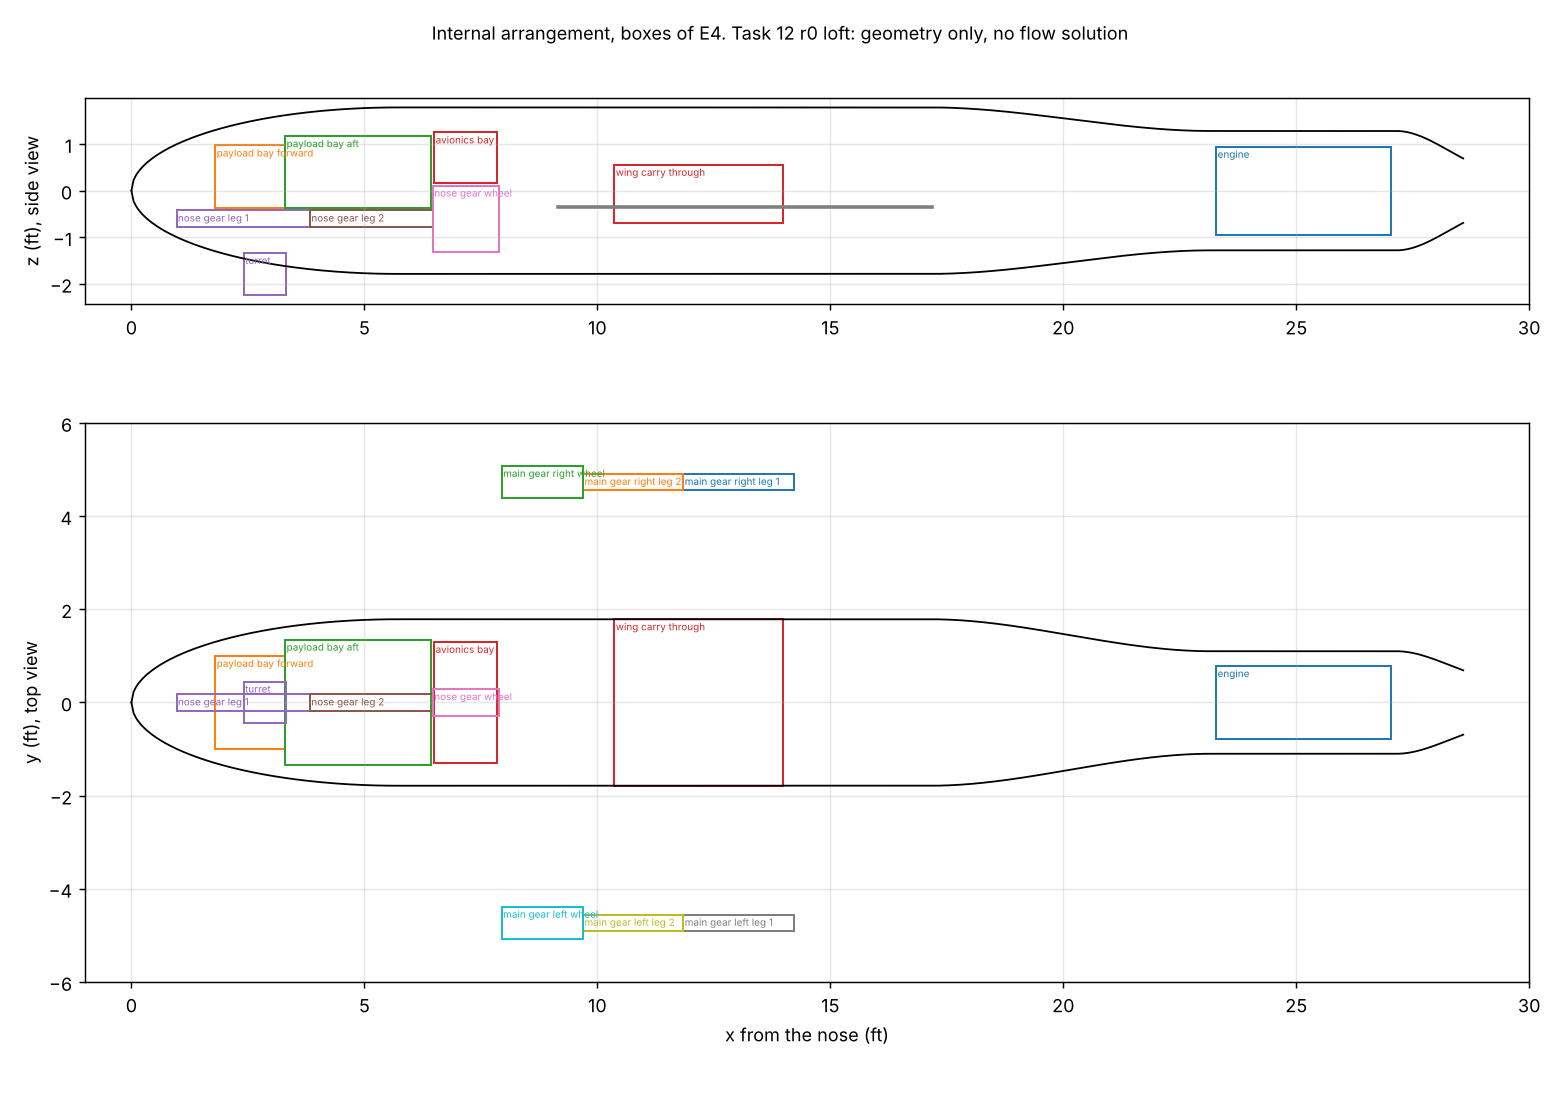 Internal arrangement, boxes of E4. Task 12 r0 loft: geometry only, no flow solution
z (ft), side view
1
0
−1
−2
payload bay forward
payload bay aft
avionics bay
nose gear wheel
nose gear leg 1
nose gear leg 2
turret
wing carry through
engine
0
5
10
15
20
25
30
y (ft), top view
6
4
2
0
−2
−4
−6
main gear right wheel
main gear right leg 2
main gear right leg 1
payload bay forward
payload bay aft
avionics bay
turret
nose gear leg 1
nose gear leg 2
nose gear wheel
wing carry through
engine
main gear left wheel
main gear left leg 2
main gear left leg 1
0
5
10
15
20
25
30
x from the nose (ft)